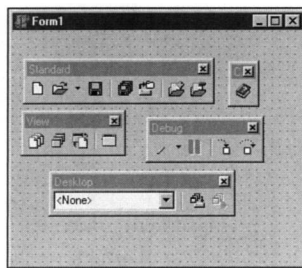 Form1
Standard
C
View
Debug
Desktop
<None>